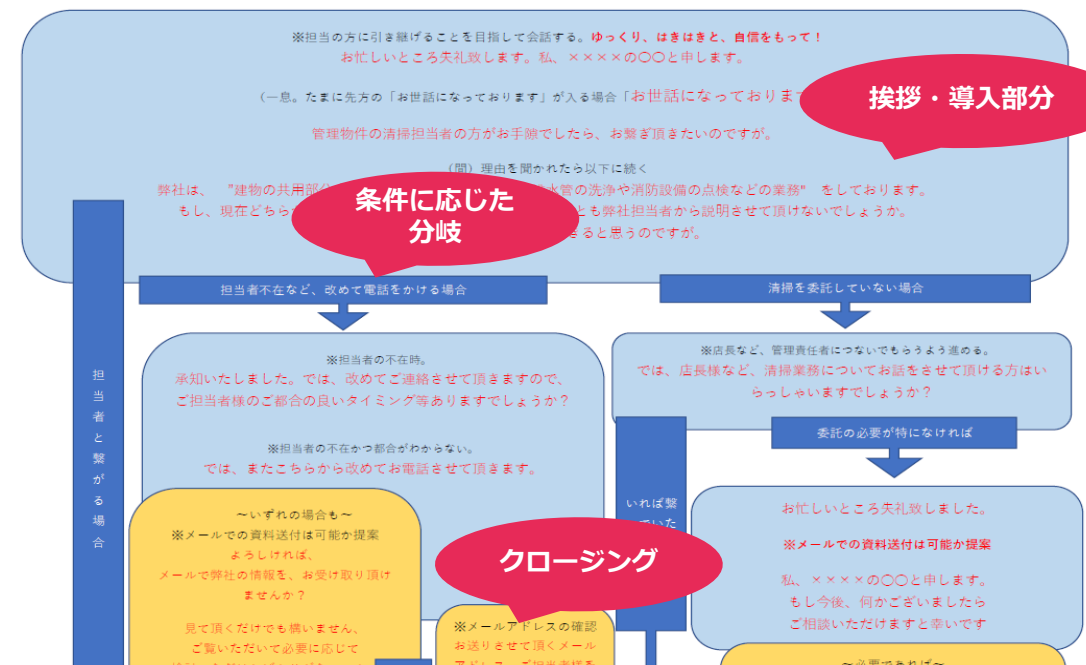 ※担当の方に引き継げることを目指して会話する。ゆっくり、はきはきと、自信をもって！
お忙しいところ失礼致します。私、××××の〇〇と申します。
(一息。たまに先方の「お世話になっております」が入る場合「お世話になっておりま
挨拶・導入部分
管理物件の清掃担当者の方がお手隙でしたら、お繋ぎ頂きたいのですが。
(間) 理由を聞かれたら以下に続く
弊社は、 "建物の共用部 水管の洗浄や消防設備の点検などの業務" をしております。
もし、現在どちら とも弊社担当者から説明させて頂けないでしょうか。
きると思うのですが。
条件に応じた
分岐
担当者不在など、改めて電話をかける場合
清掃を委託していない場合
担当者と繋がる場合
※担当者の不在時。
承知いたしました。では、改めてご連絡させて頂きますので、
ご担当者様のご都合の良いタイミング等ありますでしょうか？
※担当者の不在かつ都合がわからない。
では、またこちらから改めてお電話させて頂きます。
※店長など、管理責任者につないでもらうよう進める。
では、店長様など、清掃業務についてお話をさせて頂ける方はい
らっしゃいますでしょうか？
委託の必要が特になければ
いれば繋
でいた
お忙しいところ失礼致しました。
※メールでの資料送付は可能か提案
私、××××の〇〇と申します。
もし今後、何かございましたら
ご相談いただけますと幸いです
～いずれの場合も～
※メールでの資料送付は可能か提案
よろしければ、
メールで弊社の情報を、お受け取り頂け
ませんか？
見て頂くだけでも構いません、
ご覧いただいて必要に応じて
クロージング
※メールアドレスの確認
お送りさせて頂くメール
アドレス、ご担当者様を
～必要であれば～